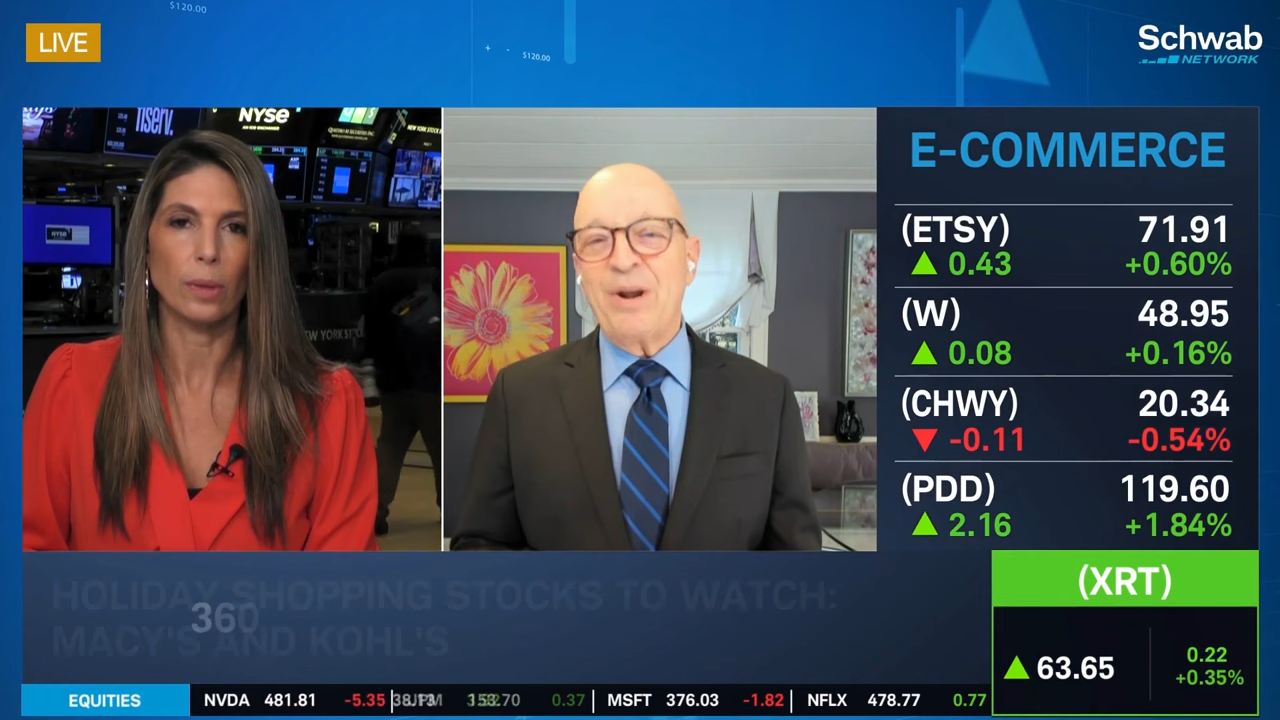 $120.00
LIVE
$120.00
Schwab
NETWORK
fiserv.
NYSE
NYSE
E-COMMERCE
(ETSY) 71.91
▲ 0.43 +0.60%
(W) 48.95
▲ 0.08 +0.16%
(CHWY) 20.34
▼ -0.11 -0.54%
(PDD) 119.60
▲ 2.16 +1.84%
HOLIDAY SHOPPING STOCKS TO WATCH:
MACY'S AND KOHL'S
360
(XRT)
▲ 63.65
0.22
+0.35%
EQUITIES NVDA 481.81 -5.35 JPM 0.37 MSFT 376.03 -1.82 NFLX 478.77 0.77